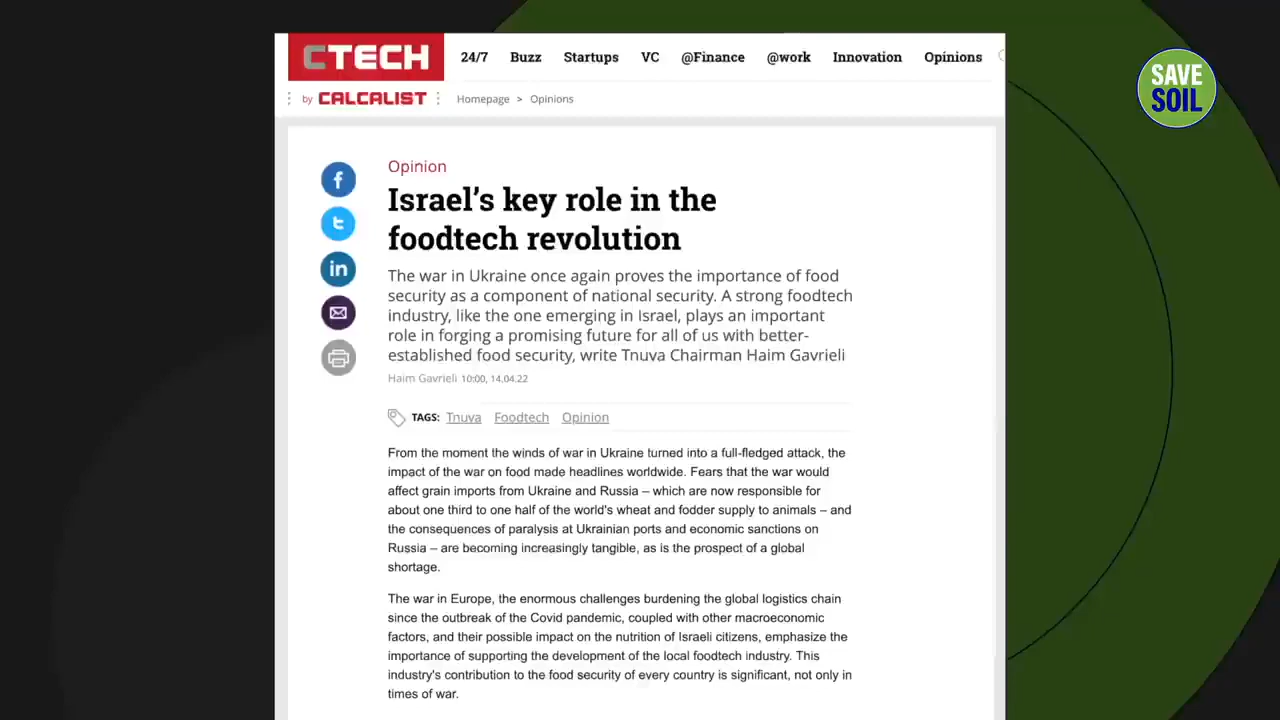 CTECH
24/7 Buzz Startups VC @Finance @work Innovation Opinions
by CALCALIST
Homepage > Opinions
SAVE
SOIL
Opinion
Israel’s key role in the
foodtech revolution
The war in Ukraine once again proves the importance of food
security as a component of national security. A strong foodtech
industry, like the one emerging in Israel, plays an important
role in forging a promising future for all of us with better-
established food security, write Tnuva Chairman Haim Gavrieli
Haim Gavrieli 10:00, 14.04.22
TAGS: Tnuva Foodtech Opinion
From the moment the winds of war in Ukraine turned into a full-fledged attack, the
impact of the war on food made headlines worldwide. Fears that the war would
affect grain imports from Ukraine and Russia – which are now responsible for
about one third to one half of the world's wheat and fodder supply to animals – and
the consequences of paralysis at Ukrainian ports and economic sanctions on
Russia – are becoming increasingly tangible, as is the prospect of a global
shortage.
The war in Europe, the enormous challenges burdening the global logistics chain
since the outbreak of the Covid pandemic, coupled with other macroeconomic
factors, and their possible impact on the nutrition of Israeli citizens, emphasize the
importance of supporting the development of the local foodtech industry. This
industry's contribution to the food security of every country is significant, not only in
times of war.